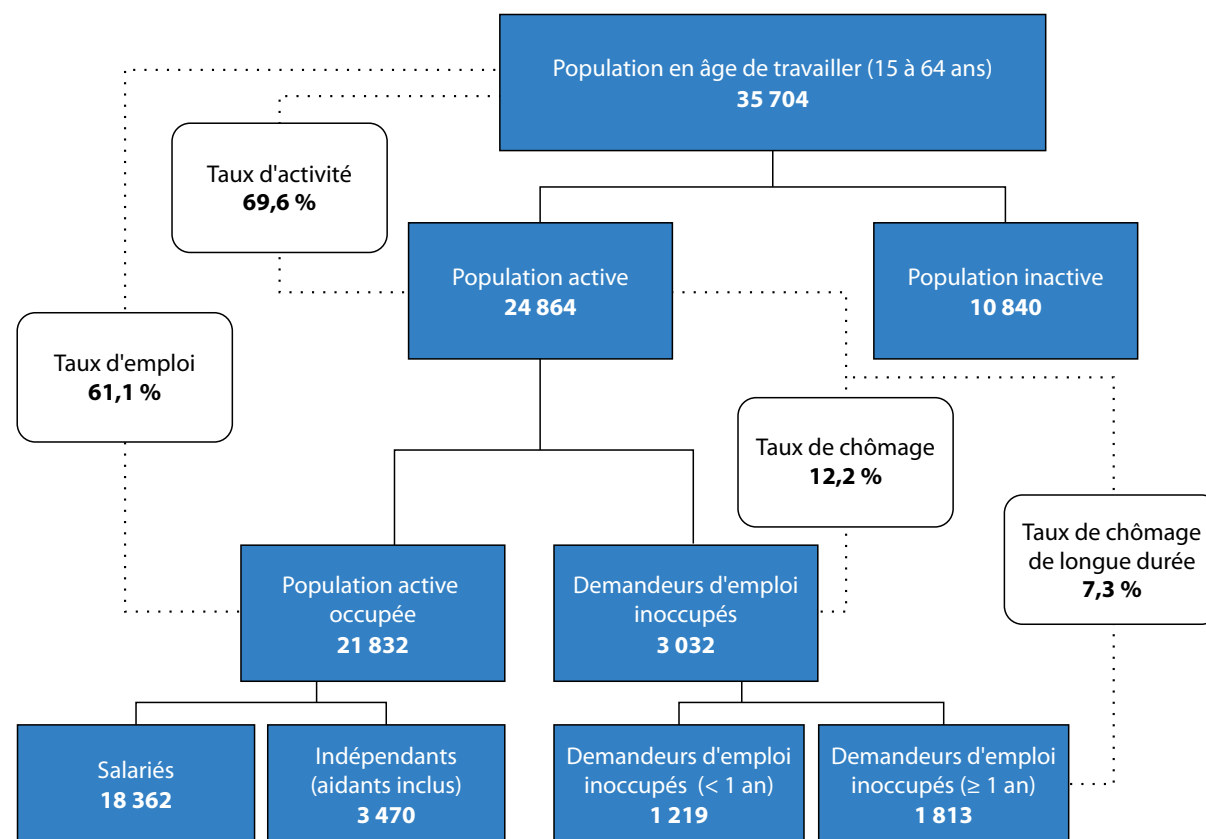 Population en âge de travailler (15 à 64 ans)
35 704
Taux d'activité
69,6 %
Population active
24 864
Population inactive
10 840
Taux d'emploi
61,1 %
Taux de chômage
12,2 %
Taux de chômage
de longue durée
7,3 %
Population active
occupée
21 832
Demandeurs d'emploi
inoccupés
3 032
Salariés
18 362
Indépendants
(aidants inclus)
3 470
Demandeurs d'emploi
inoccupés (< 1 an)
1 219
Demandeurs d'emploi
inoccupés (≥ 1 an)
1 813